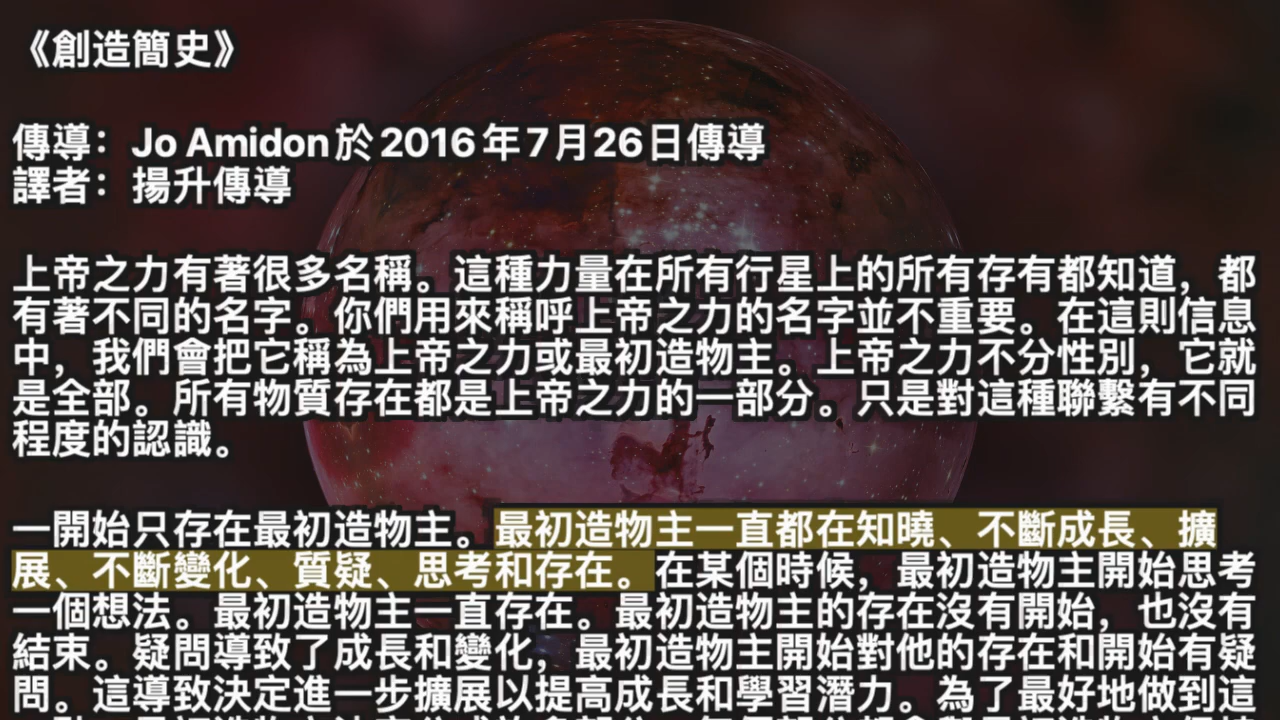 《創造簡史》
傳導：Jo Amidon於2016年7月26日傳導
譯者：揚升傳導
上帝之力有著很多名稱。這種力量在所有行星上的所有存有都知道，都
有著不同的名字。你們用來稱呼上帝之力的名字並不重要。在這則信息
中，我們會把它稱為上帝之力或最初造物主。上帝之力不分性別，它就
是全部。所有物質存在都是上帝之力的一部分。只是對這種聯繫有不同
程度的認識。
一開始只存在最初造物主。最初造物主一直都在知曉、不斷成長、擴
展、不斷變化、質疑、思考和存在。在某個時候，最初造物主開始思考
一個想法。最初造物主一直存在。最初造物主的存在沒有開始，也沒有
結束。疑問導致了成長和變化，最初造物主開始對他的存在和開始有疑
問。這導致決定進一步擴展以提高成長和學習潛力。為了最好地做到這